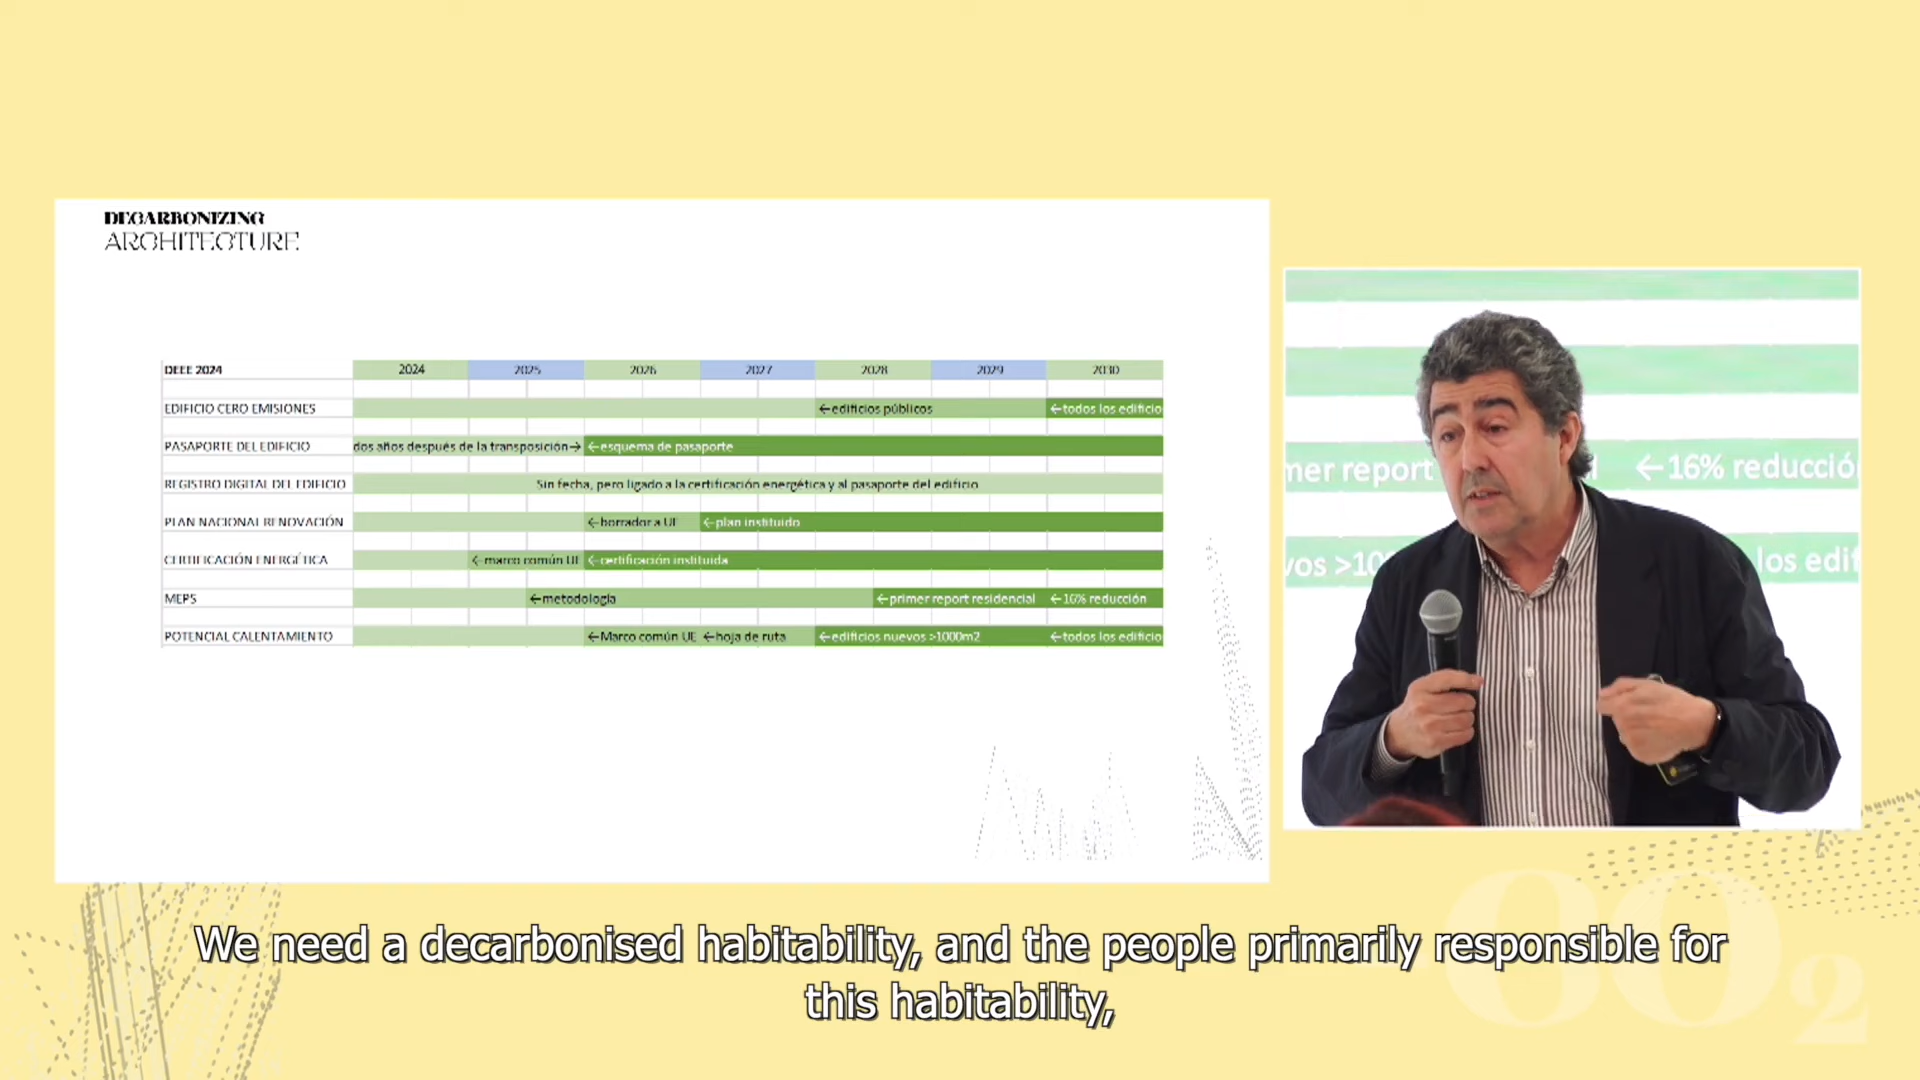 DECARBONIZING
ARCHITECTURE
DEEE 2024 2024 2025 2026 2027 2028 2029 2030
EDIFICIO CERO EMISIONES ←edificios públicos ←todos los edificio
PASAPORTE DEL EDIFICIO dos años después de la transposición→ ←esquema de pasaporte
REGISTRO DIGITAL DEL EDIFICIO Sin fecha, pero ligado a la certificación energética y al pasaporte del edificio
PLAN NACIONAL RENOVACIÓN ←borrador a UE ←plan instituido
CERTIFICACIÓN ENERGÉTICA ←marco común UE ←certificación instituida
MEPS ←metodología ←primer report residencial ←16% reducción
POTENCIAL CALENTAMIENTO ←Marco común UE ←hoja de ruta ←edificios nuevos >1000m2 ←todos los edificio
mer report ←16% reducció
vos >10 los edif
We need a decarbonised habitability, and the people primarily responsible for
this habitability,
CO2